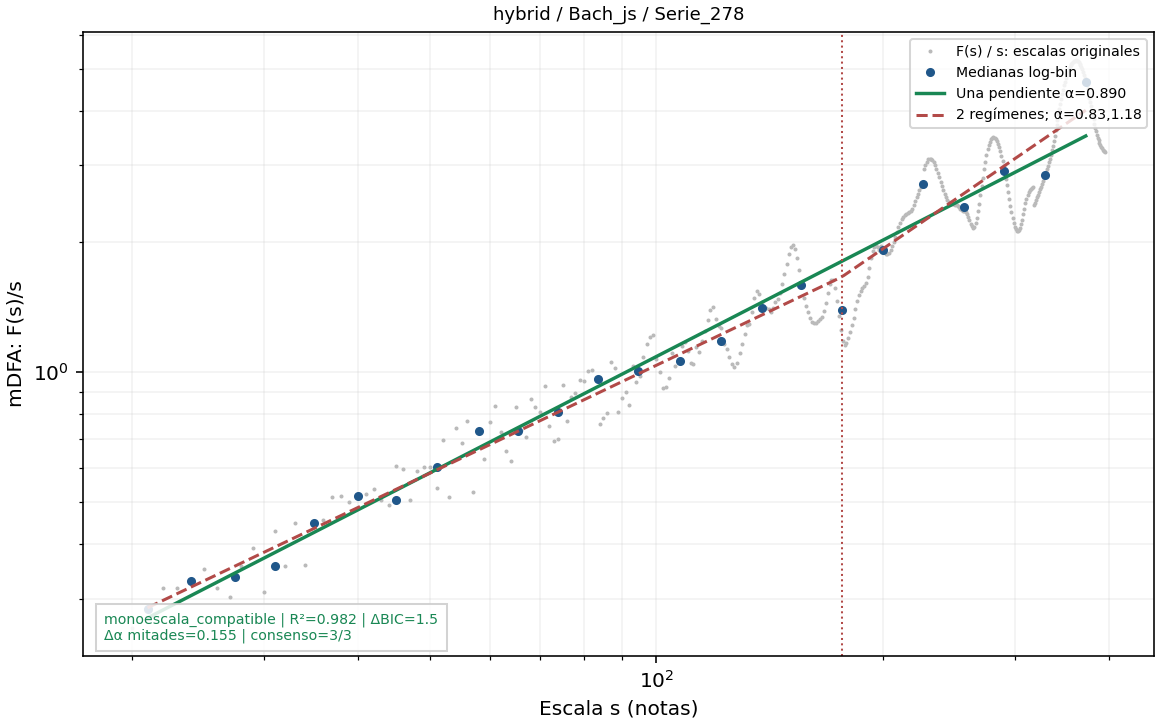 hybrid / Bach_js / Serie_278
F(s) / s: escalas originales
Medianas log-bin
Una pendiente α=0.890
2 regímenes; α=0.83,1.18
mDFA: F(s)/s
10⁰
monoescala_compatible | R²=0.982 | ΔBIC=1.5
Δα mitades=0.155 | consenso=3/3
10²
Escala s (notas)